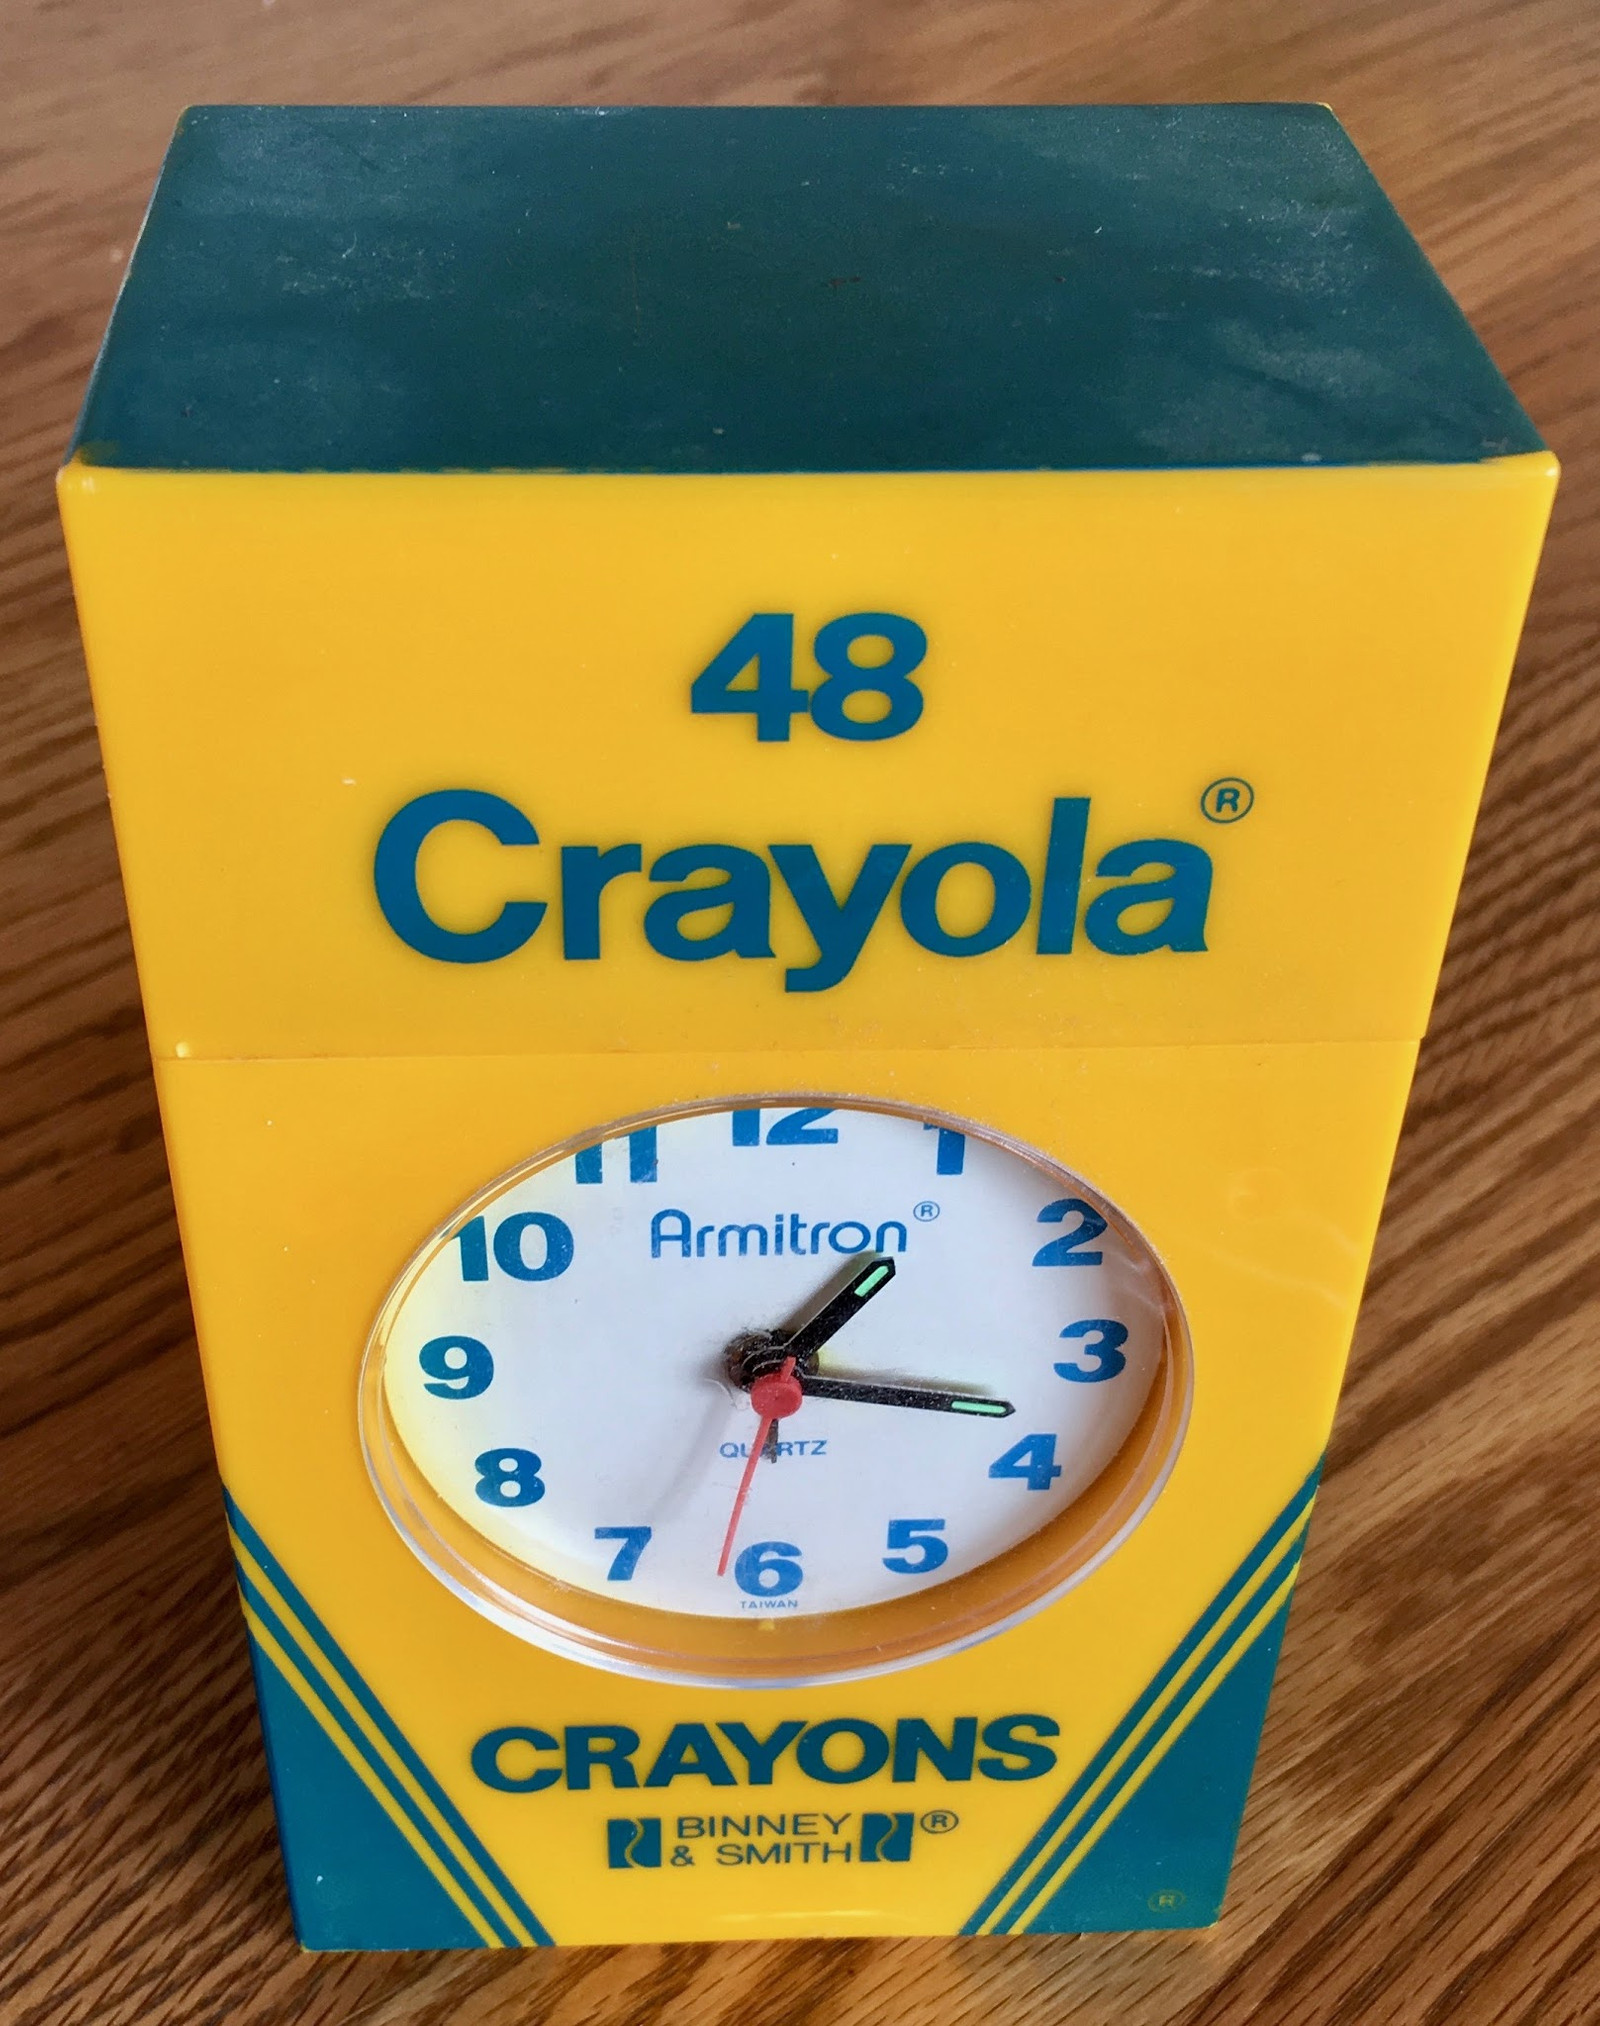 48
Crayola®
12
11 1
10 2
Armitron®
9 3
QUARTZ
8 4
7 5
6
TAIWAN
CRAYONS
BINNEY ®
& SMITH
®